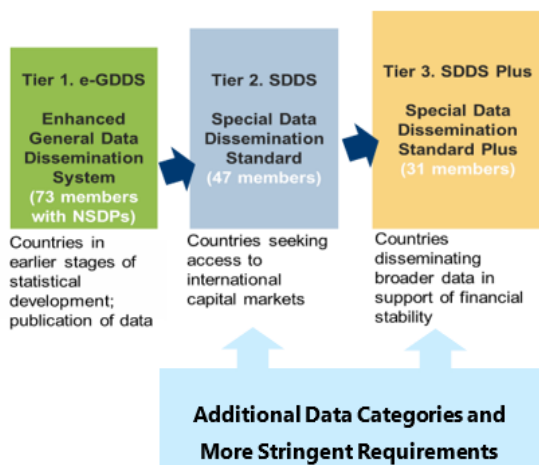 Tier 1. e-GDDS
Enhanced
General Data
Dissemination
System
(73 members
with NSDPs)
Countries in
earlier stages of
statistical
development;
publication of data
Tier 2. SDDS
Special Data
Dissemination
Standard
(47 members)
Countries seeking
access to
international
capital markets
Tier 3. SDDS Plus
Special Data
Dissemination
Standard Plus
(31 members)
Countries
disseminating
broader data in
support of financial
stability
Additional Data Categories and
More Stringent Requirements